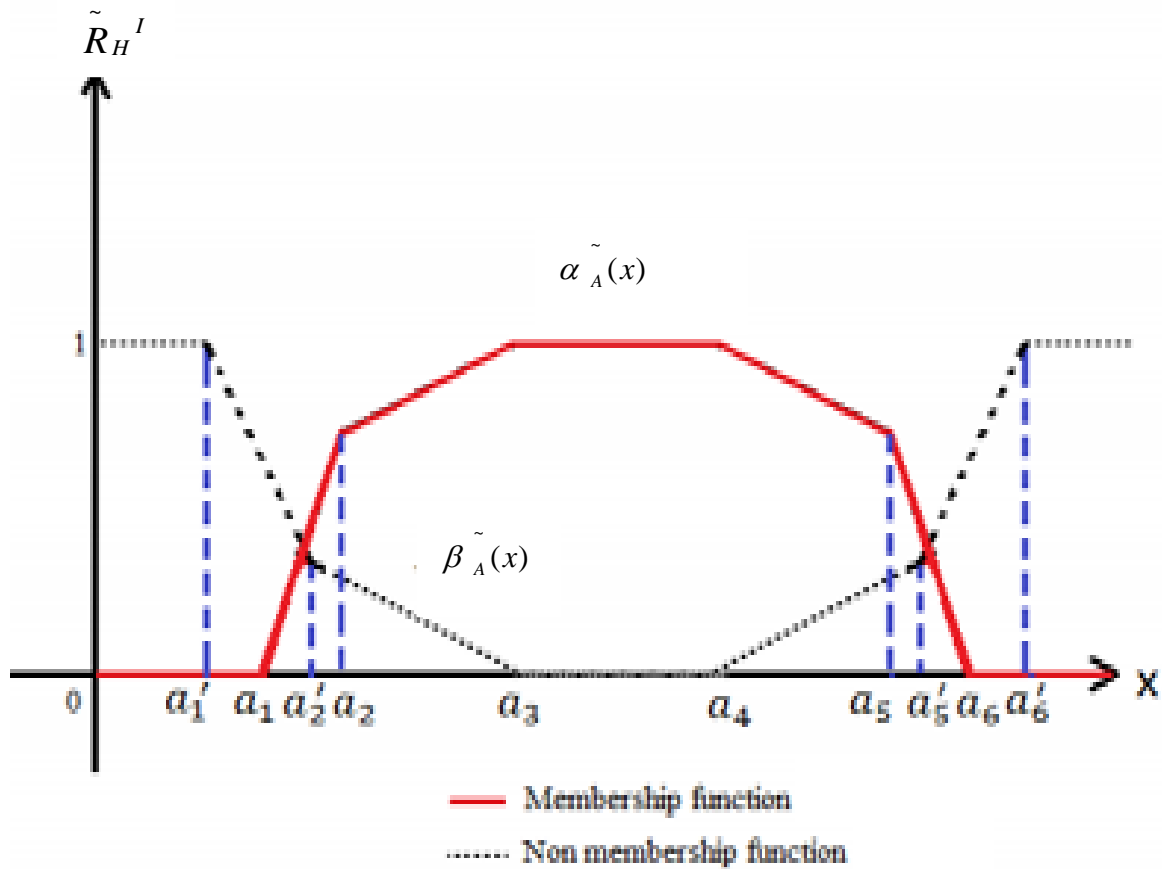 R̃_H^I
α_Ã(x)
1
β_Ã(x)
0 a₁′ a₁ a₂′ a₂ a₃ a₄ a₅ a₅′ a₆ a₆′ X
Membership function
Non membership function